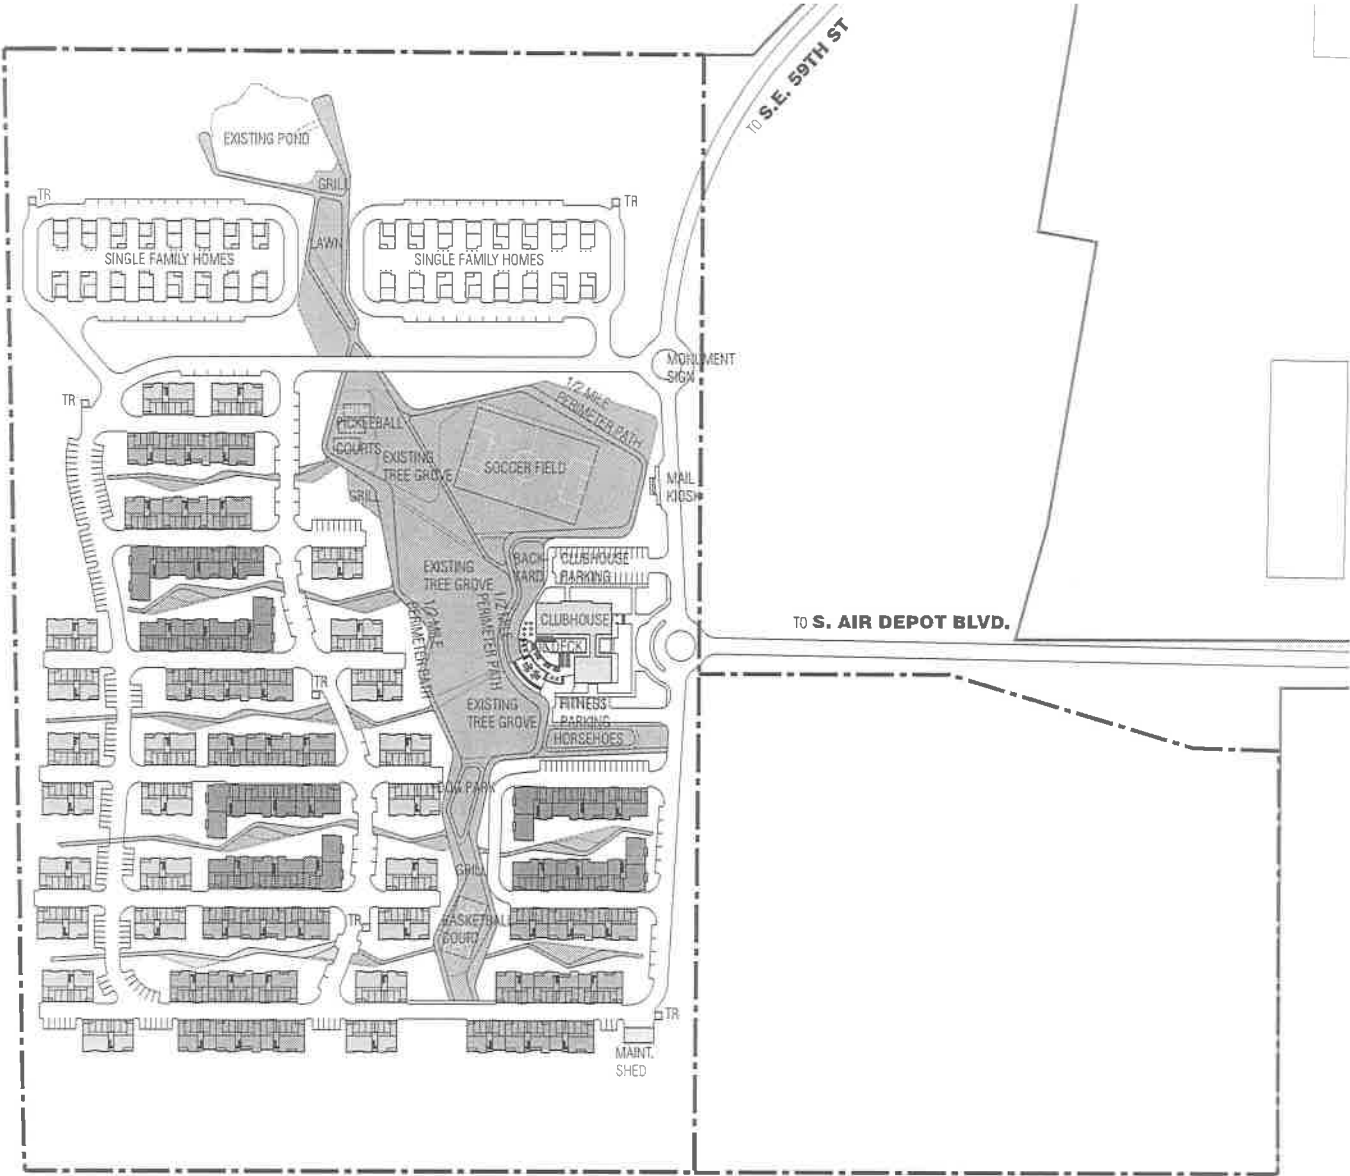 TO S.E. 59TH ST
EXISTING POND
GRILL
TR
TR
LAWN
SINGLE FAMILY HOMES
SINGLE FAMILY HOMES
MONUMENT
SIGN
1/2 MILE
PERIMETER PATH
TR
PICKLEBALL
COURTS
EXISTING
TREE GROVE
SOCCER FIELD
GRILL
MAIL
KIOSK
EXISTING
TREE GROVE
BACK
YARD
CLUBHOUSE
PARKING
1/2 MILE
PERIMETER PATH
1/2 MILE
PERIMETER PATH
CLUBHOUSE
DECK
TO S. AIR DEPOT BLVD.
TR
EXISTING
TREE GROVE
FITNESS
PARKING
HORSEHOES
DOG PARK
GRILL
TR
BASKETBALL
COURT
TR
MAINT.
SHED